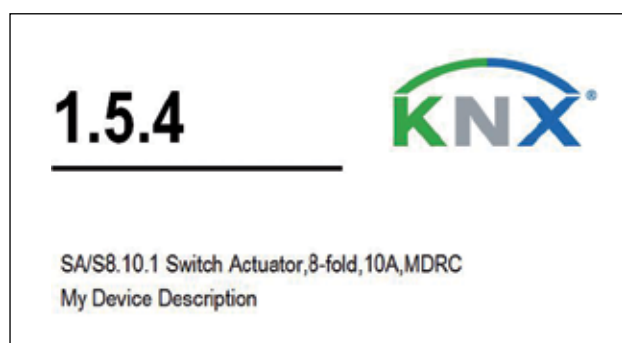 1.5.4
KNX®
SA/S8.10.1 Switch Actuator,8-fold,10A,MDRC
My Device Description